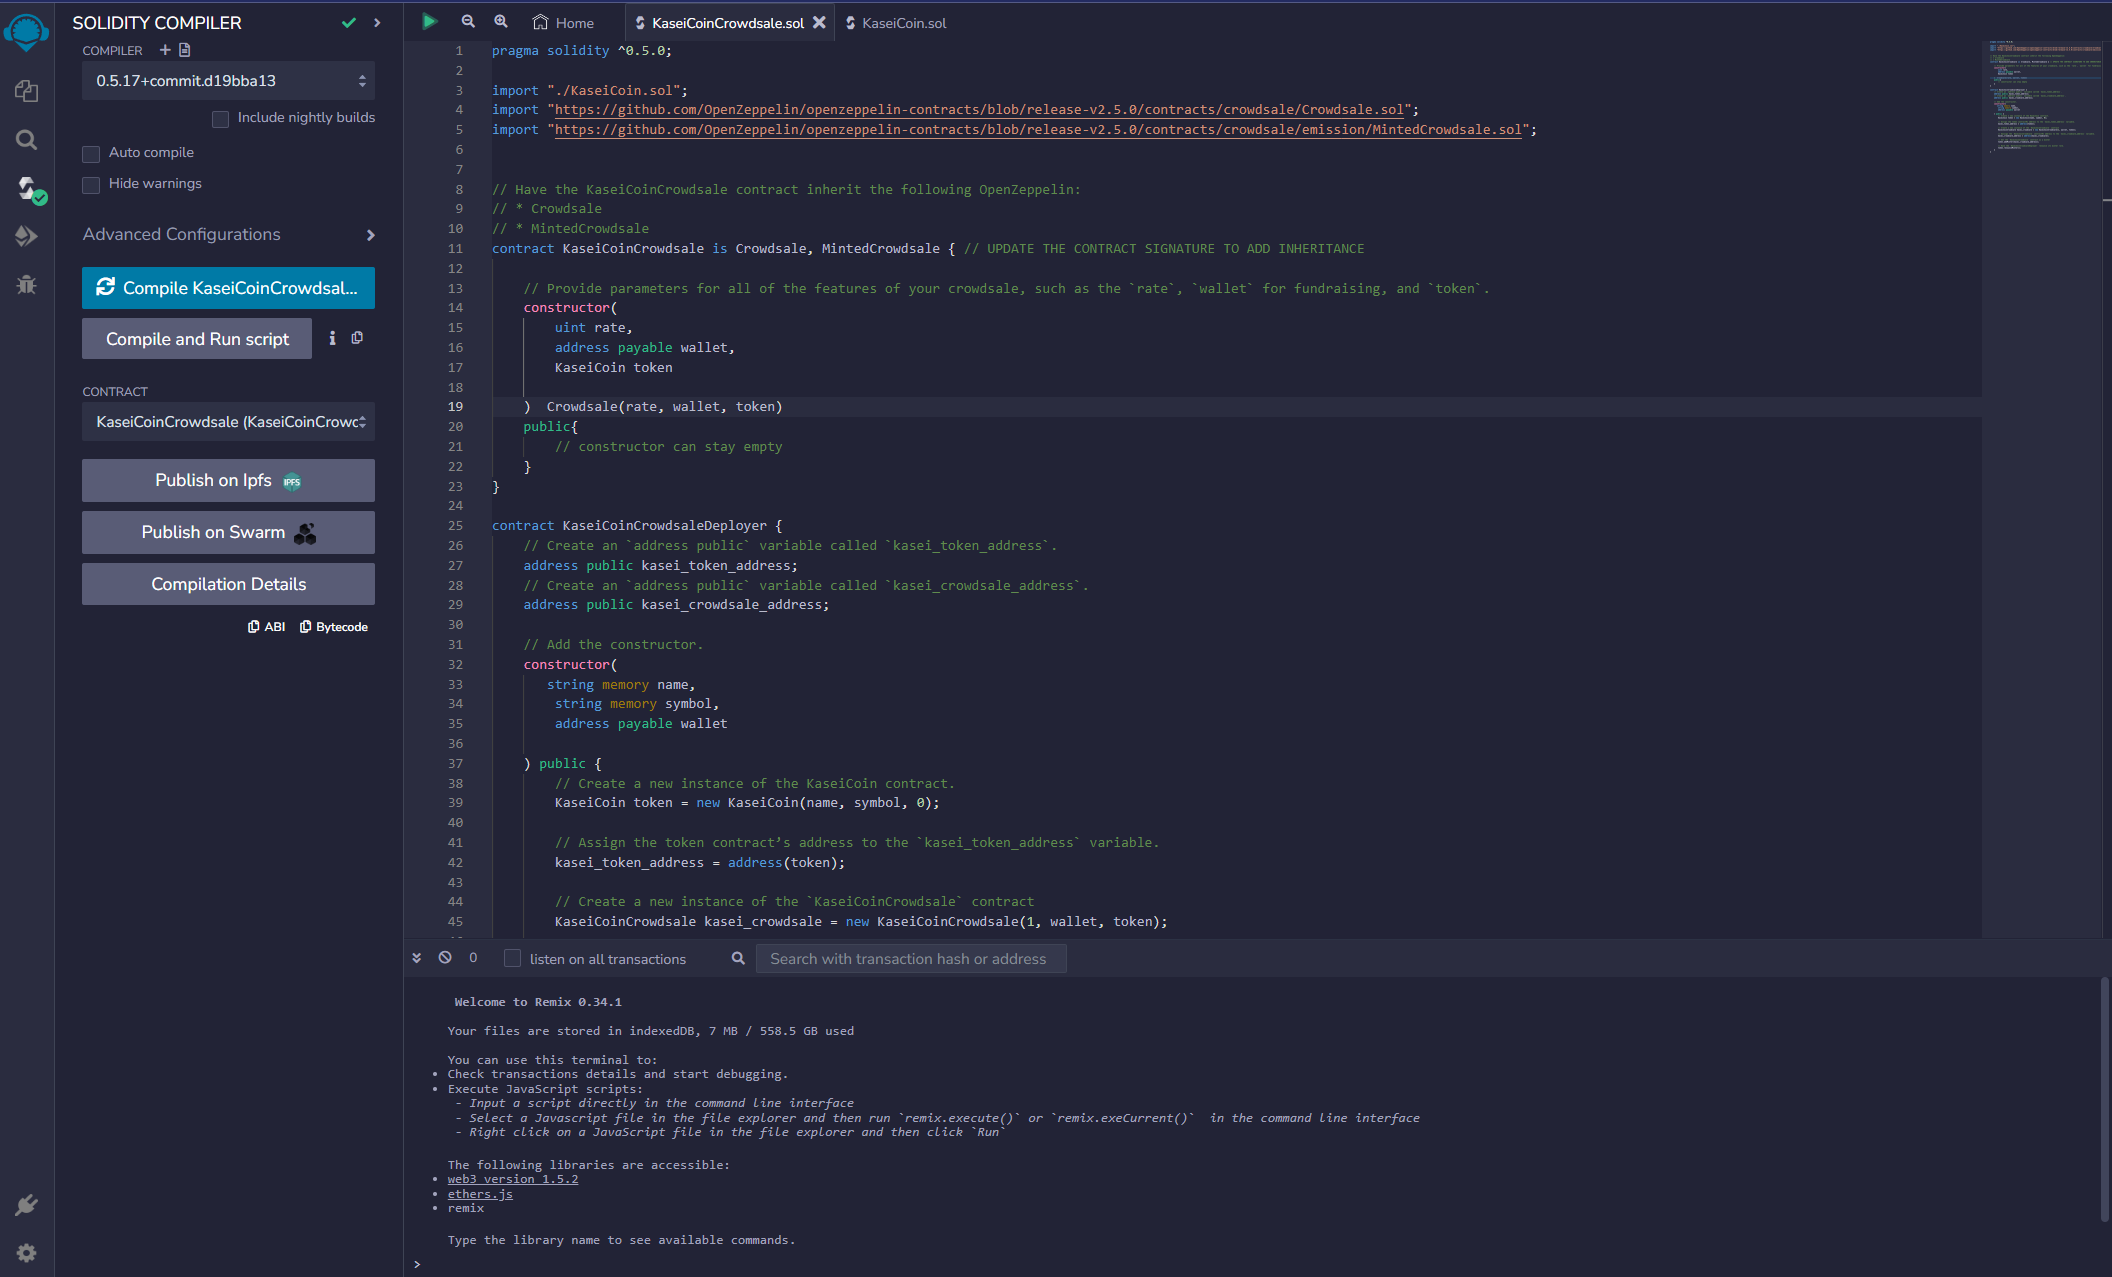 SOLIDITY COMPILER
COMPILER
0.5.17+commit.d19bba13
Include nightly builds
Auto compile
Hide warnings
Advanced Configurations
Compile KaseiCoinCrowdsal...
Compile and Run script
CONTRACT
KaseiCoinCrowdsale (KaseiCoinCrowd
Publish on Ipfs IPFS
Publish on Swarm
Compilation Details
ABI Bytecode
Home KaseiCoinCrowdsale.sol KaseiCoin.sol
1 pragma solidity ^0.5.0;
2
3 import "./KaseiCoin.sol";
4 import "https://github.com/OpenZeppelin/openzeppelin-contracts/blob/release-v2.5.0/contracts/crowdsale/Crowdsale.sol";
5 import "https://github.com/OpenZeppelin/openzeppelin-contracts/blob/release-v2.5.0/contracts/crowdsale/emission/MintedCrowdsale.sol";
6
7
8 // Have the KaseiCoinCrowdsale contract inherit the following OpenZeppelin:
9 // * Crowdsale
10 // * MintedCrowdsale
11 contract KaseiCoinCrowdsale is Crowdsale, MintedCrowdsale { // UPDATE THE CONTRACT SIGNATURE TO ADD INHERITANCE
12
13 // Provide parameters for all of the features of your crowdsale, such as the `rate`, `wallet` for fundraising, and `token`.
14 constructor(
15 uint rate,
16 address payable wallet,
17 KaseiCoin token
18
19 ) Crowdsale(rate, wallet, token)
20 public{
21 // constructor can stay empty
22 }
23 }
24
25 contract KaseiCoinCrowdsaleDeployer {
26 // Create an `address public` variable called `kasei_token_address`.
27 address public kasei_token_address;
28 // Create an `address public` variable called `kasei_crowdsale_address`.
29 address public kasei_crowdsale_address;
30
31 // Add the constructor.
32 constructor(
33 string memory name,
34 string memory symbol,
35 address payable wallet
36
37 ) public {
38 // Create a new instance of the KaseiCoin contract.
39 KaseiCoin token = new KaseiCoin(name, symbol, 0);
40
41 // Assign the token contract’s address to the `kasei_token_address` variable.
42 kasei_token_address = address(token);
43
44 // Create a new instance of the `KaseiCoinCrowdsale` contract
45 KaseiCoinCrowdsale kasei_crowdsale = new KaseiCoinCrowdsale(1, wallet, token);
0 listen on all transactions Search with transaction hash or address
Welcome to Remix 0.34.1
Your files are stored in indexedDB, 7 MB / 558.5 GB used
You can use this terminal to:
• Check transactions details and start debugging.
• Execute JavaScript scripts:
- Input a script directly in the command line interface
- Select a Javascript file in the file explorer and then run `remix.execute()` or `remix.exeCurrent()` in the command line interface
- Right click on a JavaScript file in the file explorer and then click `Run`
The following libraries are accessible:
• web3 version 1.5.2
• ethers.js
• remix
Type the library name to see available commands.
>